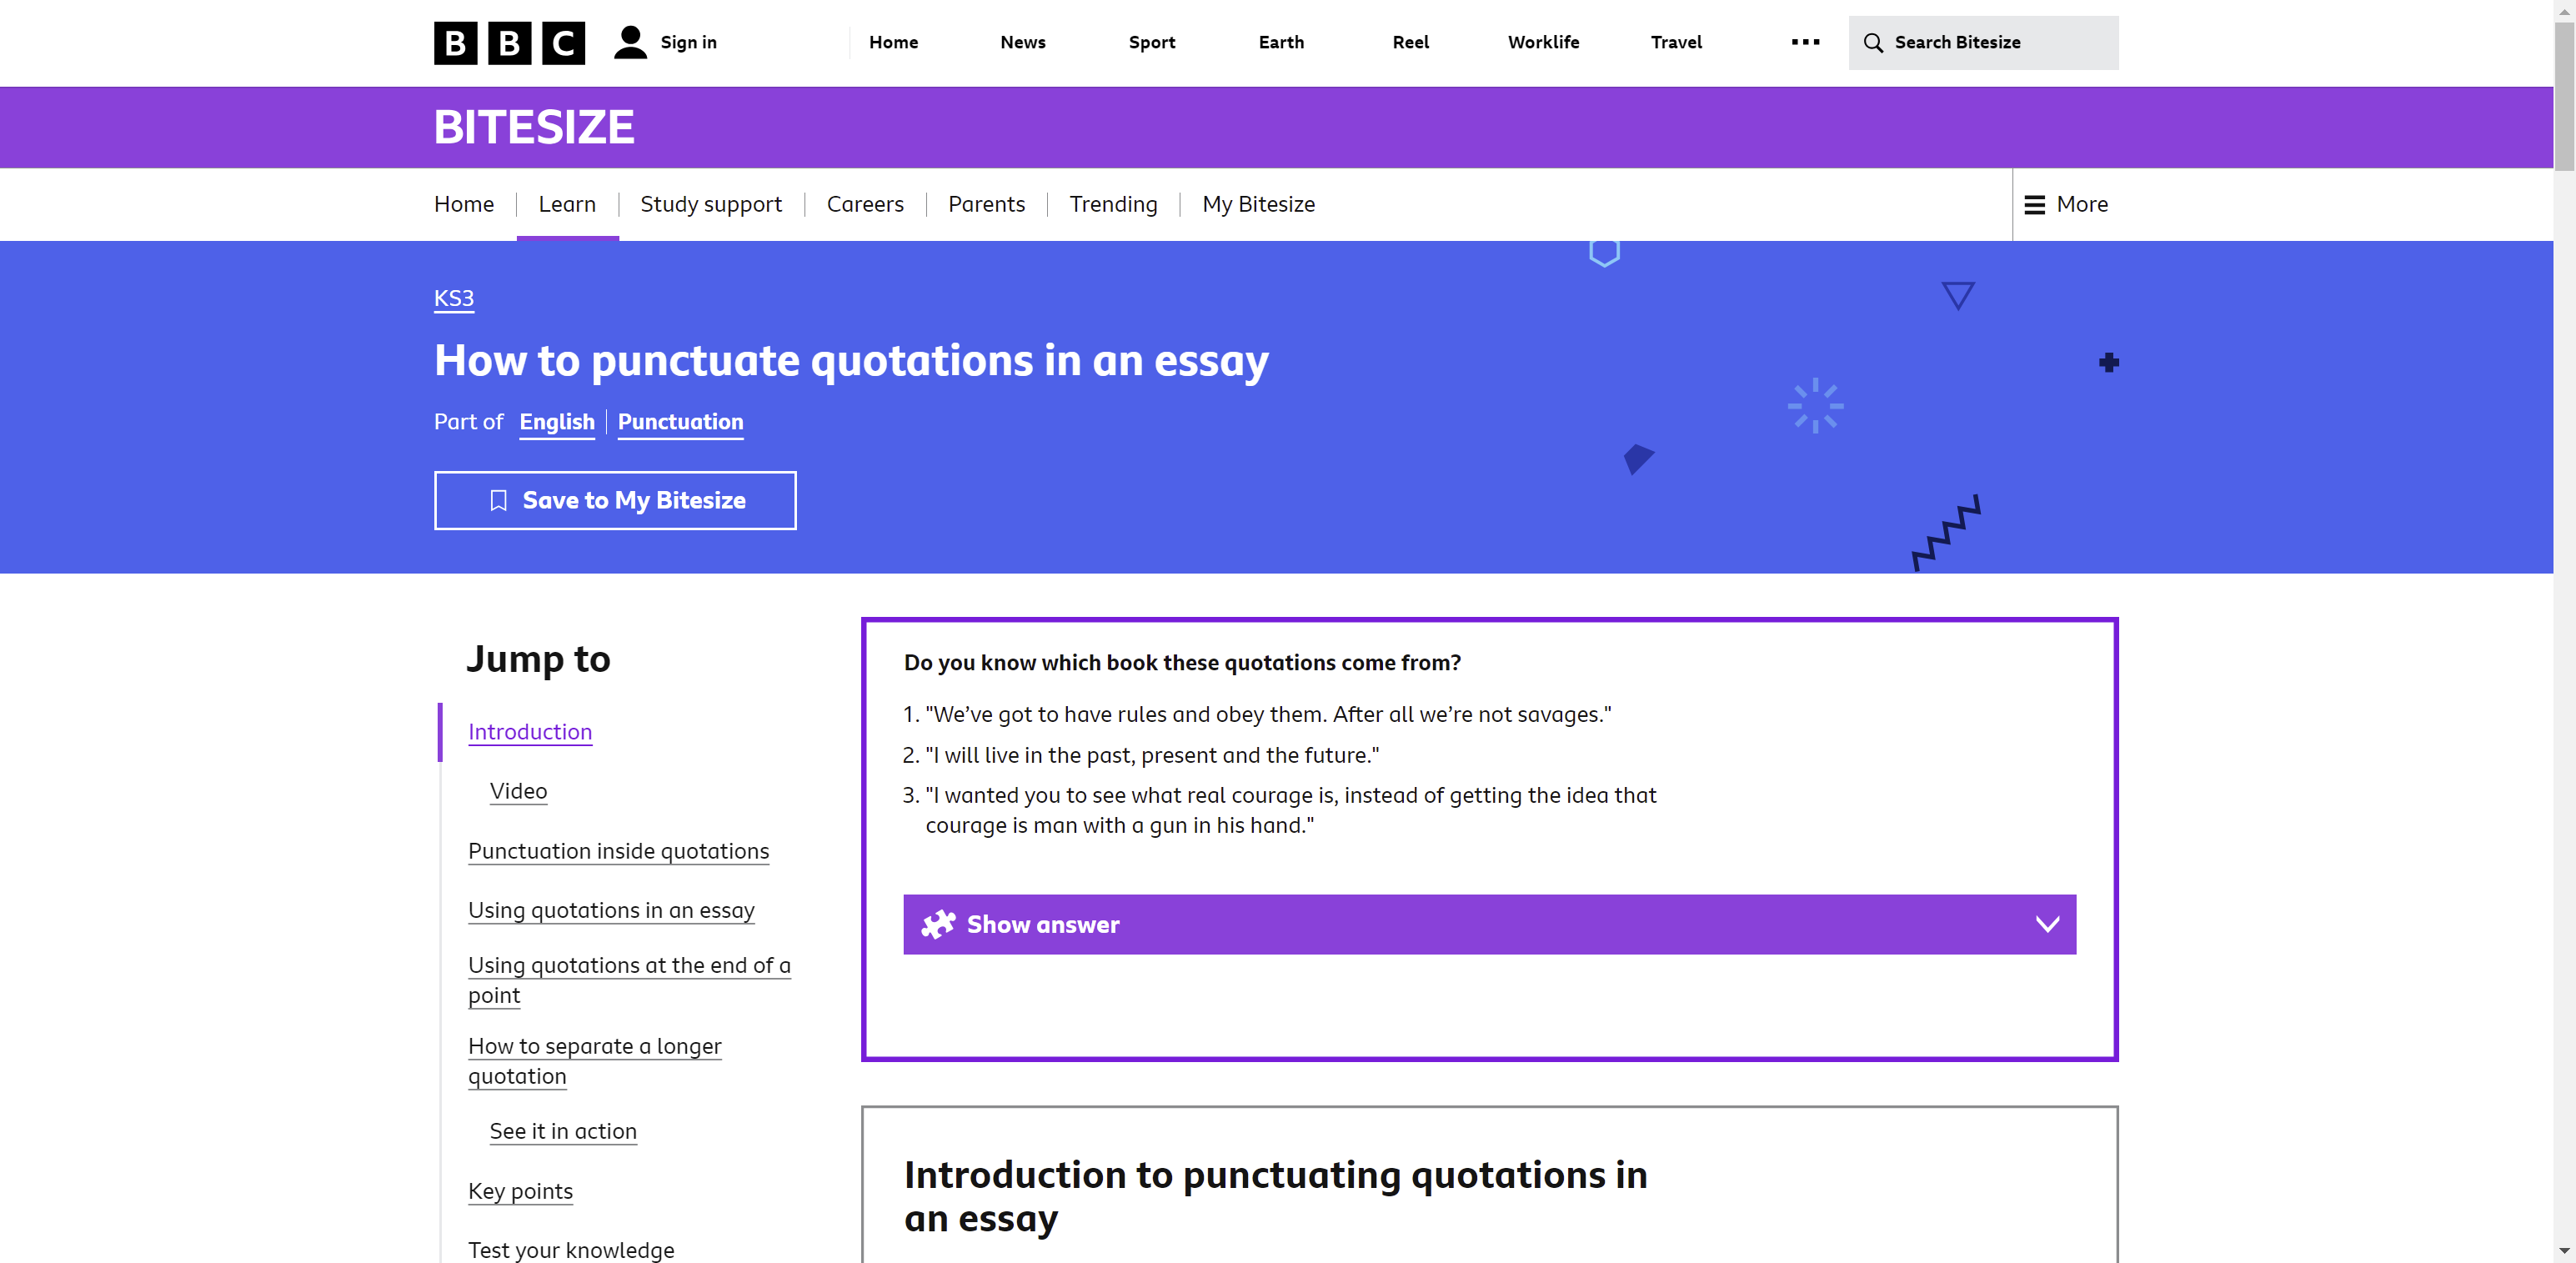 BBC
Sign in
Home
News
Sport
Earth
Reel
Worklife
Travel
Search Bitesize
BITESIZE
Home
Learn
Study support
Careers
Parents
Trending
My Bitesize
More
KS3
How to punctuate quotations in an essay
Part of English Punctuation
Save to My Bitesize
Jump to
Introduction
Video
Punctuation inside quotations
Using quotations in an essay
Using quotations at the end of a
point
How to separate a longer
quotation
See it in action
Key points
Test your knowledge
Do you know which book these quotations come from?
1. "We’ve got to have rules and obey them. After all we’re not savages."
2. "I will live in the past, present and the future."
3. "I wanted you to see what real courage is, instead of getting the idea that
courage is man with a gun in his hand."
Show answer
Introduction to punctuating quotations in
an essay